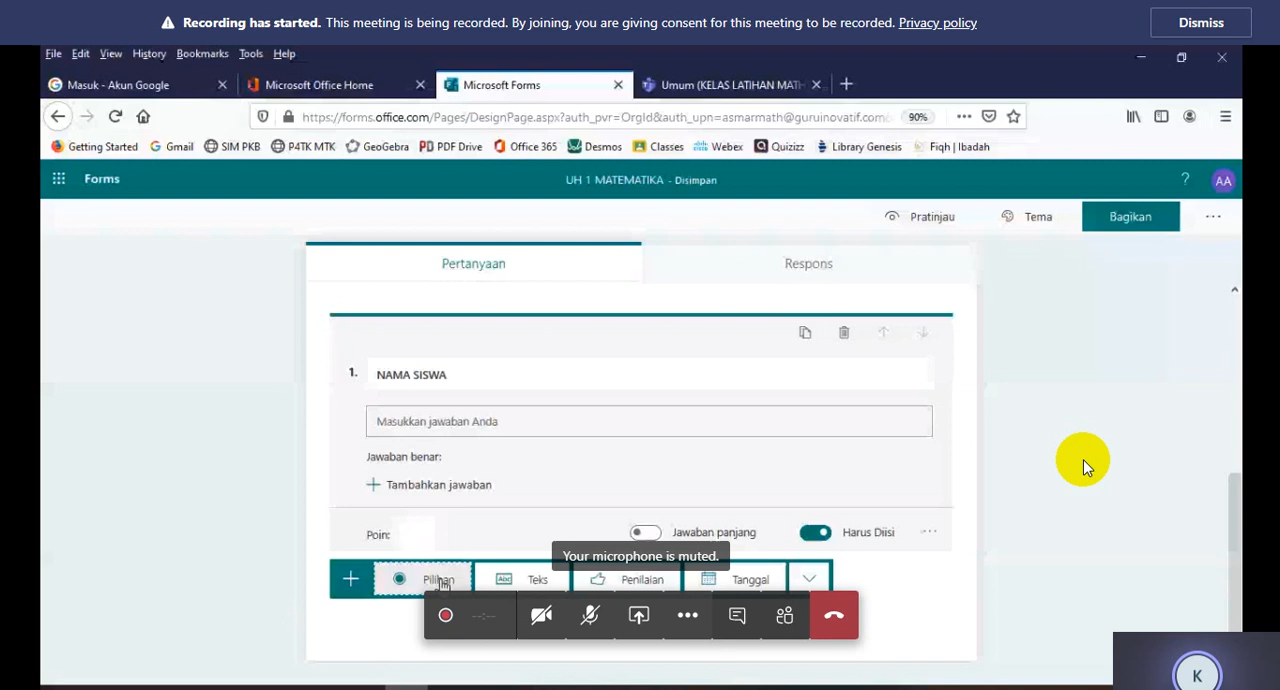 Recording has started. This meeting is being recorded. By joining, you are giving consent for this meeting to be recorded. Privacy policy Dismiss
File Edit View History Bookmarks Tools Help
Masuk - Akun Google Microsoft Office Home Microsoft Forms Umum (KELAS LATIHAN MATI
https://forms.office.com/Pages/DesignPage.aspx?auth_pvr=OrgId&auth_upn=asmarmath@guruinovatif.com 90%
Getting Started Gmail SIM PKB P4TK MTK GeoGebra PDF Drive Office 365 Desmos Classes Webex Quizizz Library Genesis Fiqh | Ibadah
Forms UH 1 MATEMATIKA - Disimpan ? AA
Pratinjau Tema Bagikan
Pertanyaan Respons
1. NAMA SISWA
Masukkan jawaban Anda
Jawaban benar:
Tambahkan jawaban
Poin: Jawaban panjang Harus Diisi
Your microphone is muted.
Pilihan Abc Teks Penilaian Tanggal
--:--
K